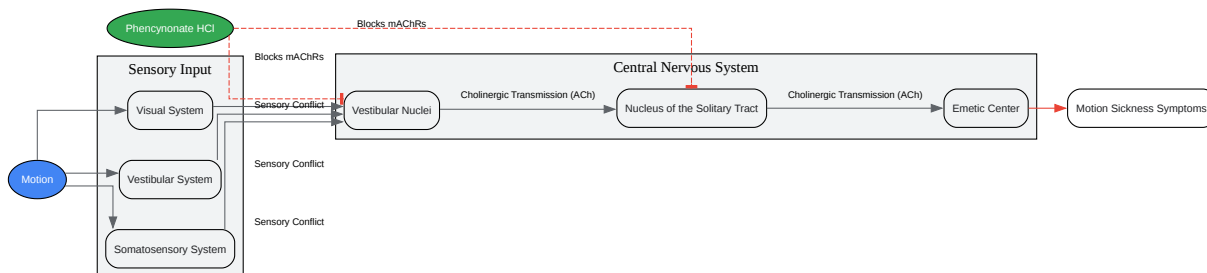 Phencynonate HCl
Blocks mAChRs
Blocks mAChRs
Sensory Input
Central Nervous System
Visual System
Sensory Conflict
Vestibular Nuclei
Cholinergic Transmission (ACh)
Nucleus of the Solitary Tract
Cholinergic Transmission (ACh)
Emetic Center
Motion Sickness Symptoms
Motion
Vestibular System
Sensory Conflict
Somatosensory System
Sensory Conflict